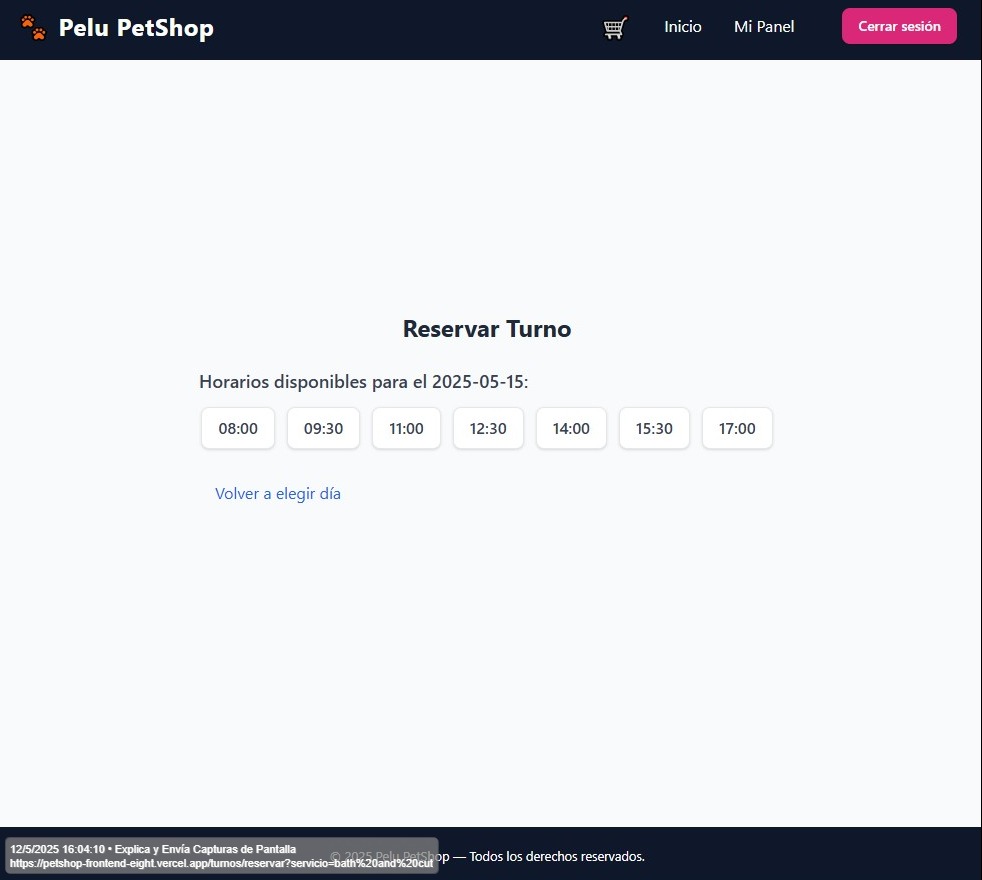 Pelu PetShop
Inicio
Mi Panel
Cerrar sesión
Reservar Turno
Horarios disponibles para el 2025-05-15:
08:00
09:30
11:00
12:30
14:00
15:30
17:00
Volver a elegir día
12/5/2025 16:04:10 • Explica y Envía Capturas de Pantalla
https://petshop-frontend-eight.vercel.app/turnos/reservar?servicio=bath%20and%20cut
© 2025 Pelu PetShop — Todos los derechos reservados.